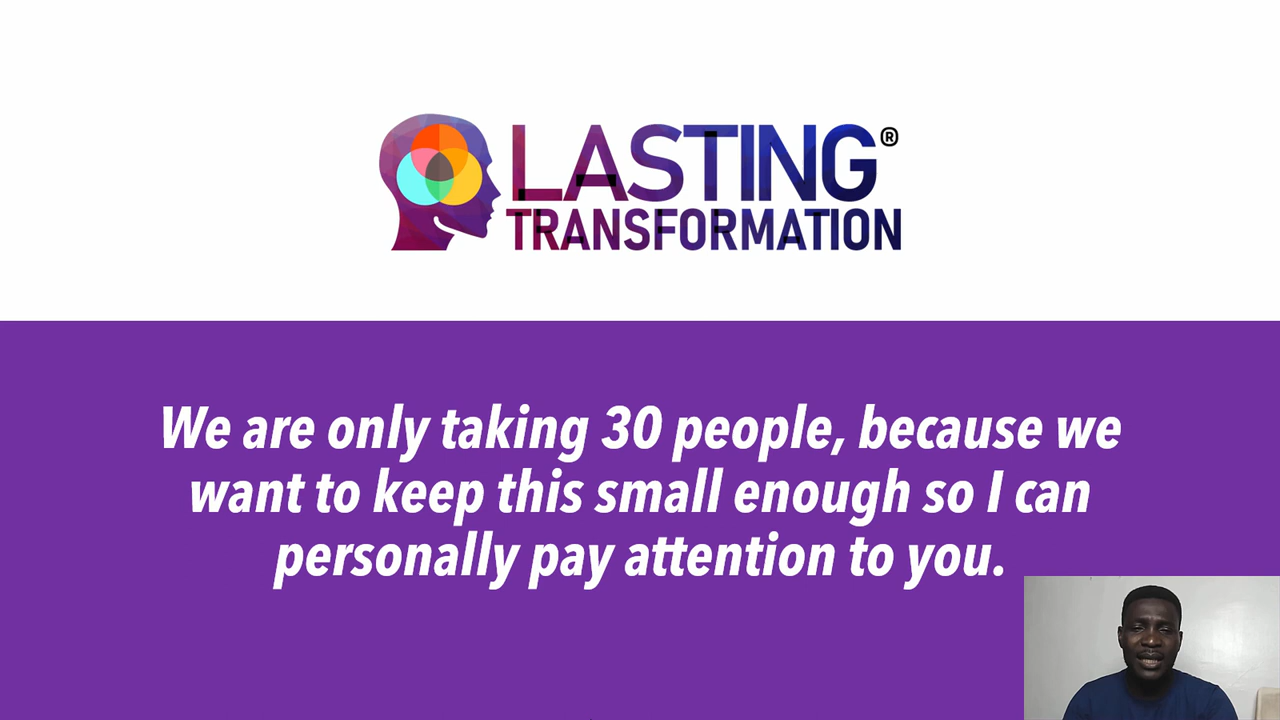 LASTING®
TRANSFORMATION
We are only taking 30 people, because we
want to keep this small enough so I can
personally pay attention to you.